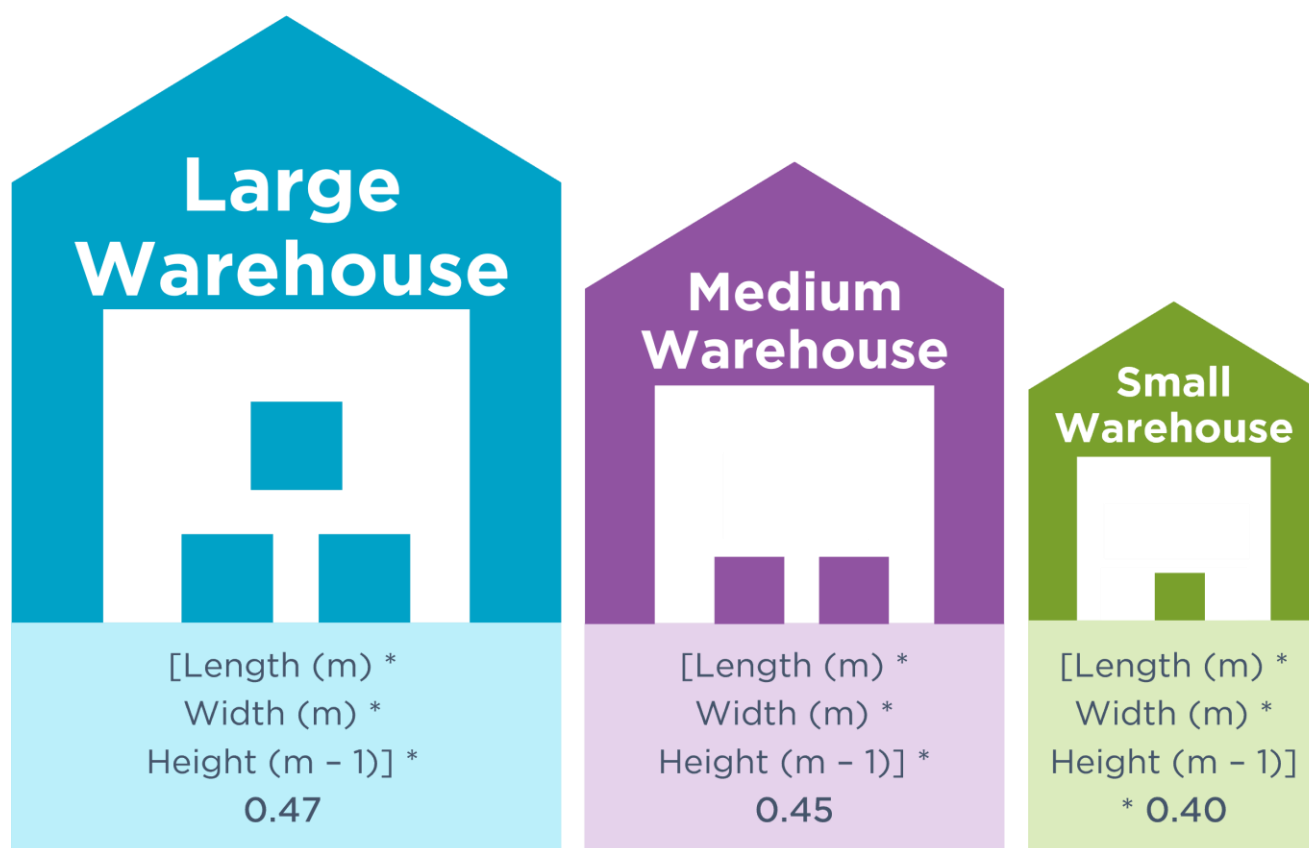 Large
Warehouse
[Length (m) *
Width (m) *
Height (m – 1)] *
0.47
Medium
Warehouse
[Length (m) *
Width (m) *
Height (m – 1)] *
0.45
Small
Warehouse
[Length (m) *
Width (m) *
Height (m – 1)]
* 0.40